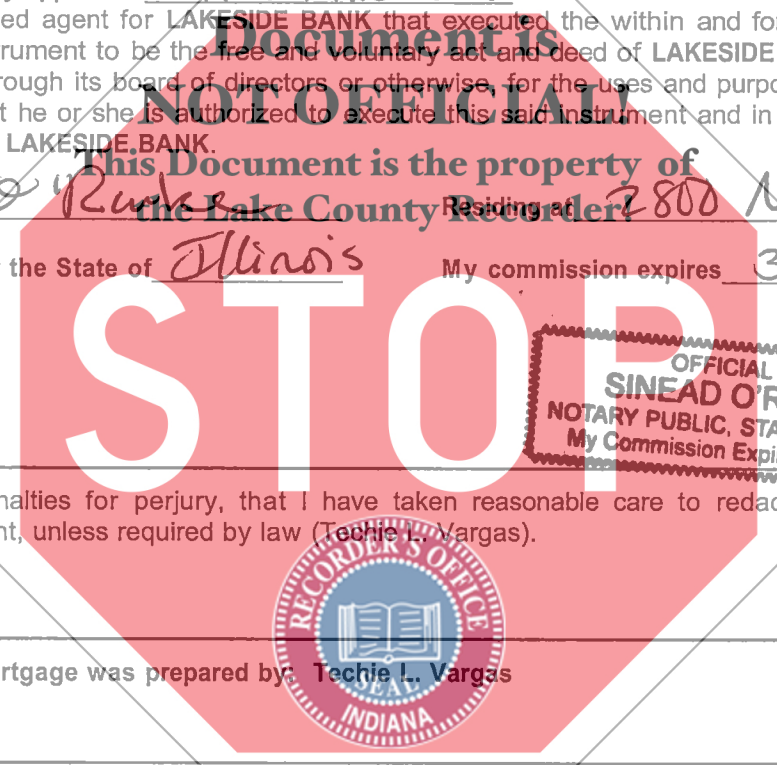 ed agent for LAKESIDE BANK that executed the within and fo
Document is
trument to be the free and voluntary act and deed of LAKESIDE
rough its board of directors or otherwise, for the uses and purpo
NOT OFFICIAL!
t he or she is authorized to execute this said instrument and in
LAKESIDE BANK.
This Document is the property of
the Lake County Recorder!
Residing at 2800 N
the State of Illinois My commission expires 3
STOP
OFFICIAL
SINEAD O'R
NOTARY PUBLIC, STA
My Commission Expi
nalties for perjury, that I have taken reasonable care to redac
nt, unless required by law (Techie L. Vargas).
RECORDER'S OFFICE
SEAL
INDIANA
rtgage was prepared by: Techie L. Vargas